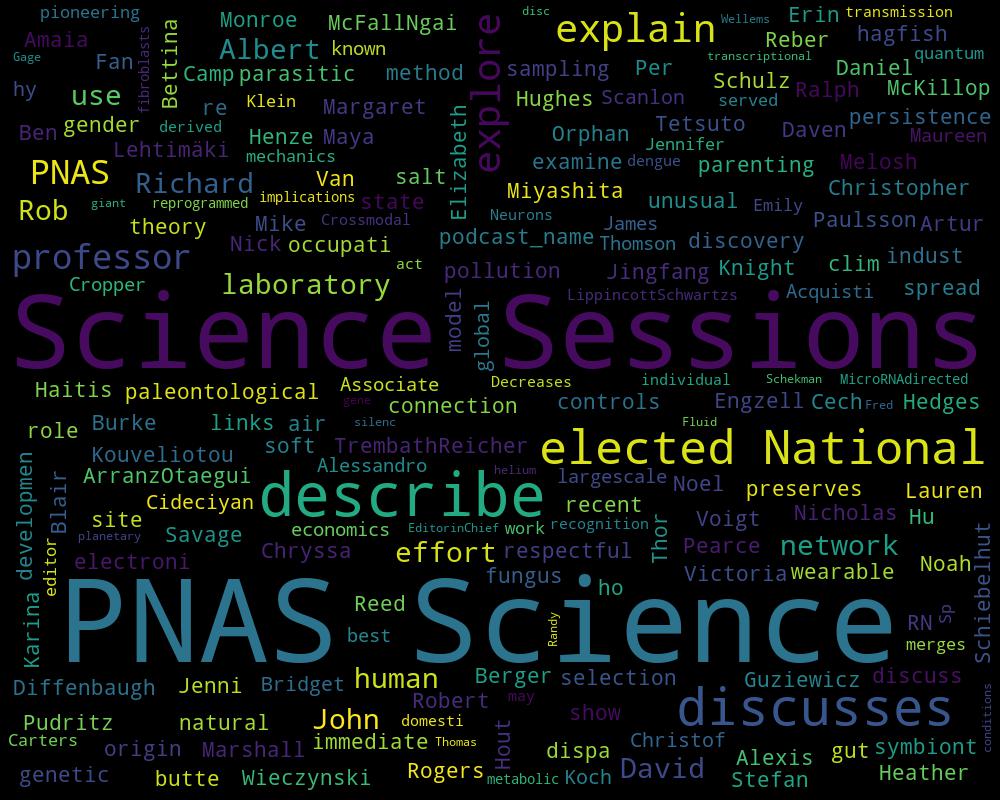 pioneering
Monroe
McFallNgai
disc
explain
Wellems
Erin
transmission
Amaia
fibroblasts
Bettina
Albert
known
explore
Reber
hagfish
Gage
Fan
Camp
parasitic
method
sampling
Per
transcriptional
Daniel
quantum
hy
use
re
Klein
Margaret
Hughes
Scanlon
Schulz
served
Ralph
McKillop
Ben
gender
derived
Henze
Maya
Elizabeth
Orphan
Tetsuto
Daven
persistence
Maureen
Lehtimäki
mechanics
examine
dengue
Jennifer
parenting
Melosh
PNAS
Richard
Van
salt
Miyashita
unusual
Emily
Christopher
Rob
giant
reprogrammed
implications
state
Neurons
James
Paulsson
Artur
theory
Mike
Crossmodal
podcast_name
Thomson
discovery
professor
Nick
occupati
act
pollution
Jingfang
Knight
clim
indust
Cropper
laboratory
model
global
LippincottSchwartzs
Acquisti
spread
Science Sessions
Haitis
paleontological
Associate
Decreases
individual
Schekman
MicroRNAdirected
gene
connection
controls
Engzell
Cech
Fred
Hedges
role
Burke
links
air
silenc
Fluid
Kouveliotou
soft
TrembathReicher
elected National
developmen
Blair
ArranzOtaegui
Alessandro
helium
largescale
Noel
preserves
Lauren
Cideciyan
describe
recent
site
planetary
Savage
economics
EditorinChief
work
recognition
Thor
Voigt
Nicholas
Hu
editor
electroni
Chryssa
effort
respectful
Pearce
network
Noah
Schiebelhut
fungus
ho
Victoria
wearable
Karina
PNAS Science
Reed
best
Randy
RN
Sp
merges
Diffenbaugh
Jenni
Bridget
human
Berger
selection
Guziewicz
discuss
Robert
may
Pudritz
natural
John
domesti
Hout
show
discusses
conditions
Carters
origin
Marshall
immediate
Thomas
dispa
Christof
Alexis
gut
symbiont
genetic
butte
Wieczynski
Rogers
metabolic
Koch
David
Stefan
Heather